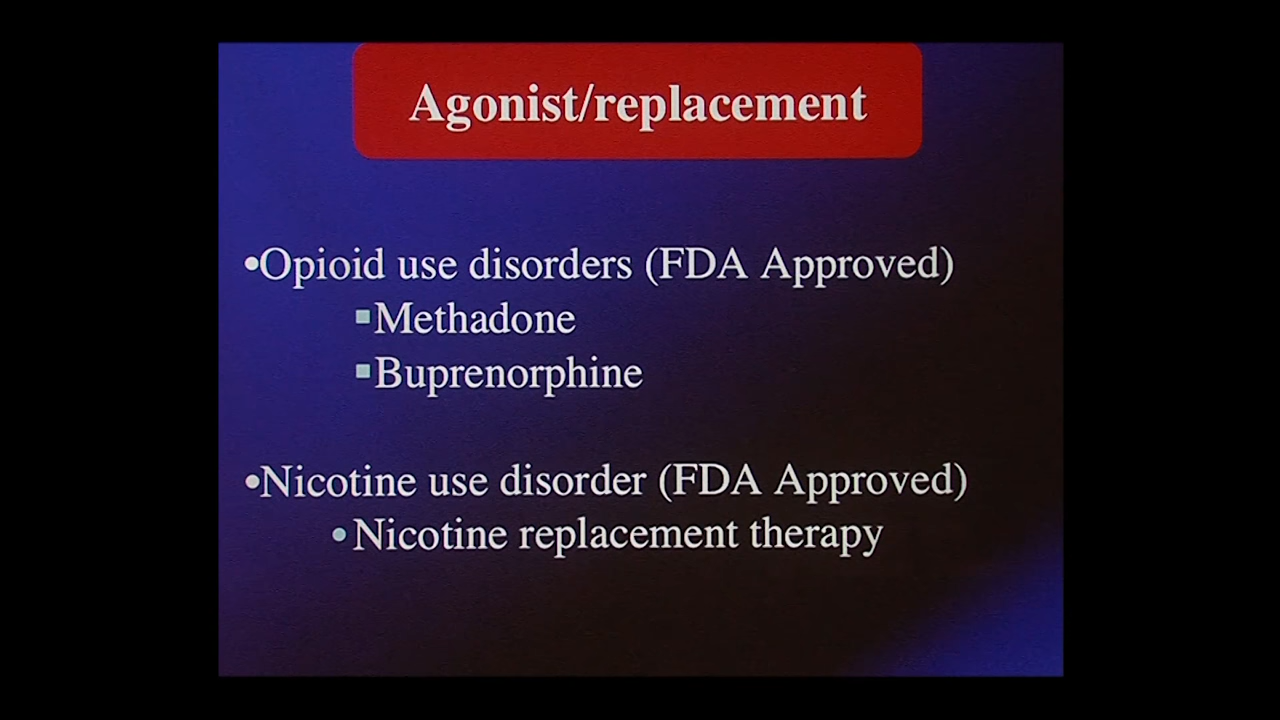 Agonist/replacement
•Opioid use disorders (FDA Approved)
▪Methadone
▪Buprenorphine
•Nicotine use disorder (FDA Approved)
•Nicotine replacement therapy